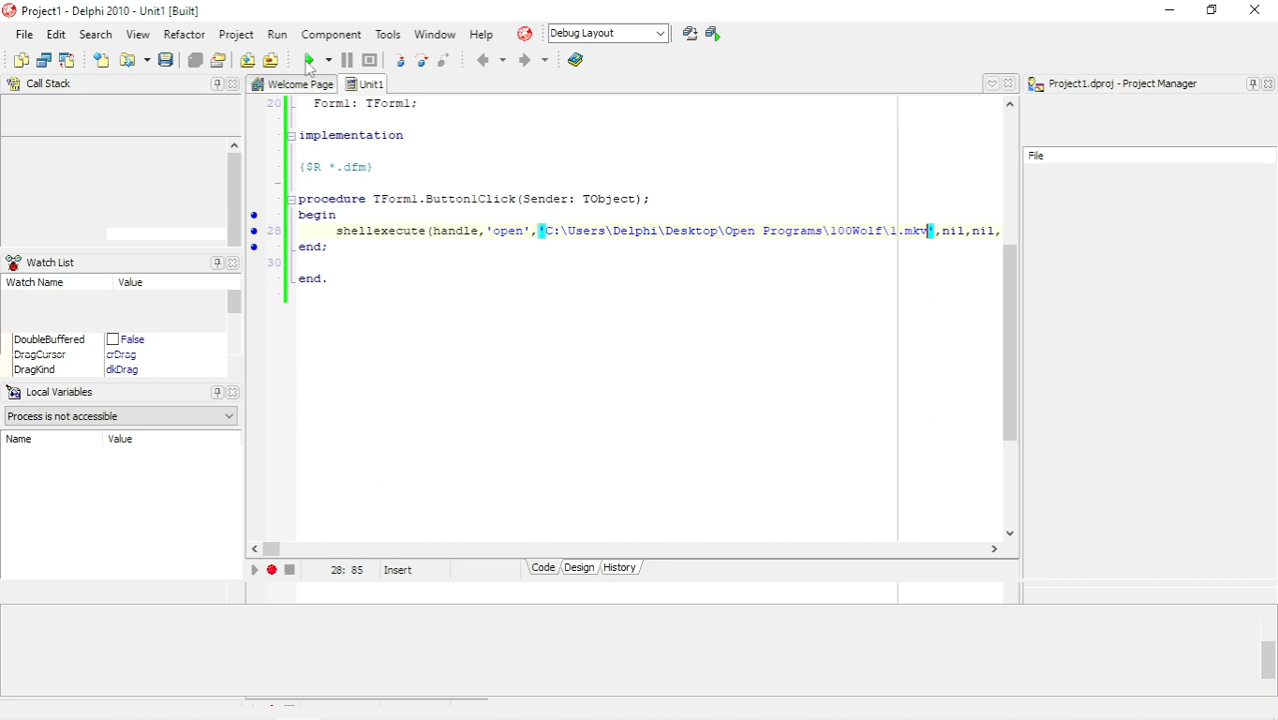 Project1 - Delphi 2010 - Unit1 [Built]
File Edit Search View Refactor Project Run Component Tools Window Help
Debug Layout
Call Stack
Welcome Page
Unit1
Project1.dproj - Project Manager
File
20 Form1: TForm1;
implementation
{$R *.dfm}
procedure TForm1.Button1Click(Sender: TObject);
begin
28 shellexecute(handle,'open','C:\Users\Delphi\Desktop\Open Programs\100Wolf\1.mkv',nil,nil,
end;
30
end.
Watch List
Watch Name Value
DoubleBuffered False
DragCursor crDrag
DragKind dkDrag
Local Variables
Process is not accessible
Name Value
28: 85 Insert
Code Design History